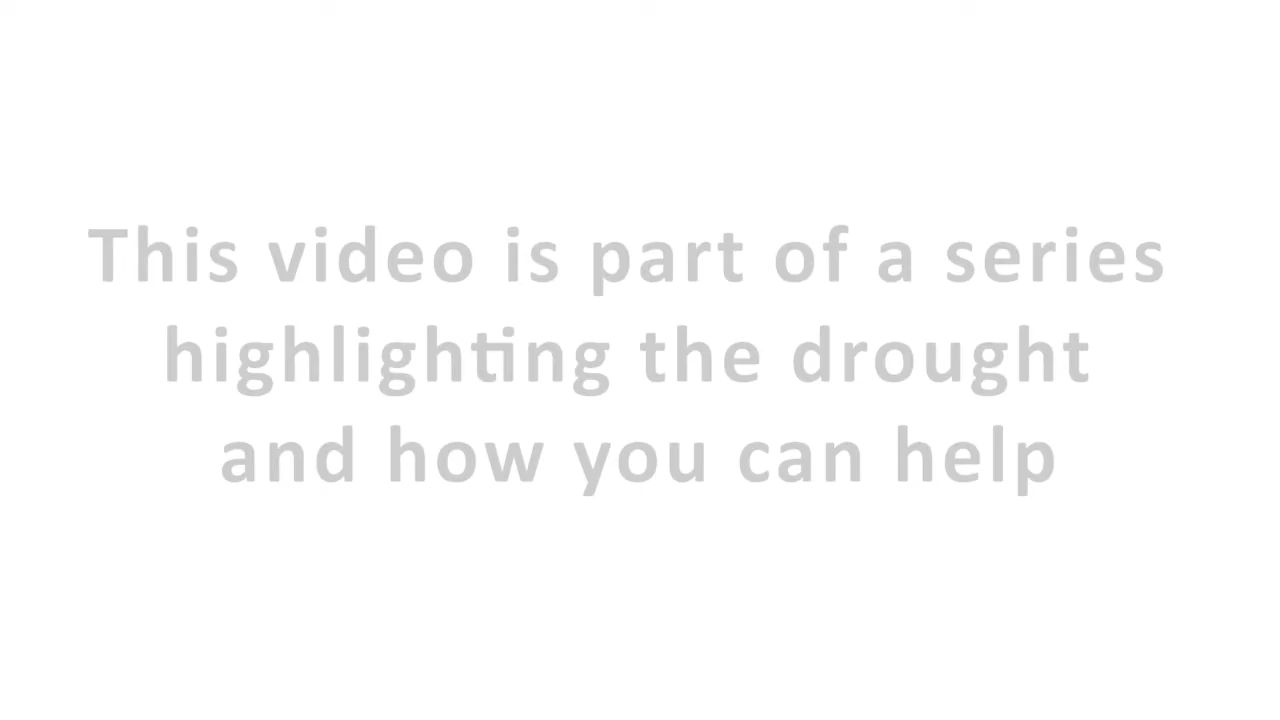 This video is part of a series
highlighting the drought
and how you can help